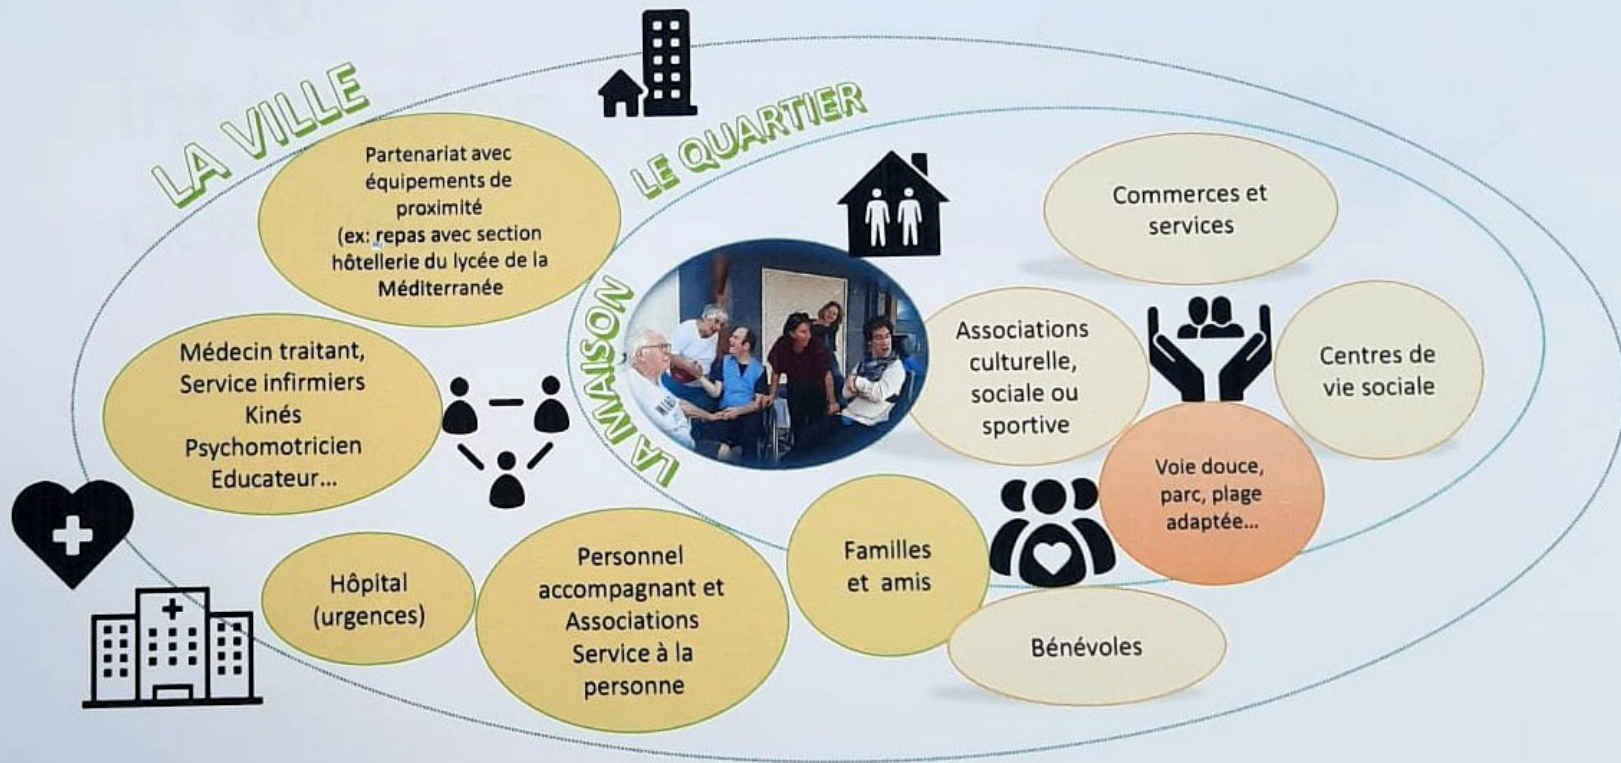 LA VILLE
LE QUARTIER
LA MAISON
Partenariat avec
équipements de
proximité
(ex: repas avec section
hôtellerie du lycée de la
Méditerranée
Commerces et
services
Médecin traitant,
Service infirmiers
Kinés
Psychomotricien
Educateur...
Associations
culturelle,
sociale ou
sportive
Centres de
vie sociale
Voie douce,
parc, plage
adaptée...
Hôpital
(urgences)
Personnel
accompagnant et
Associations
Service à la
personne
Familles
et amis
Bénévoles